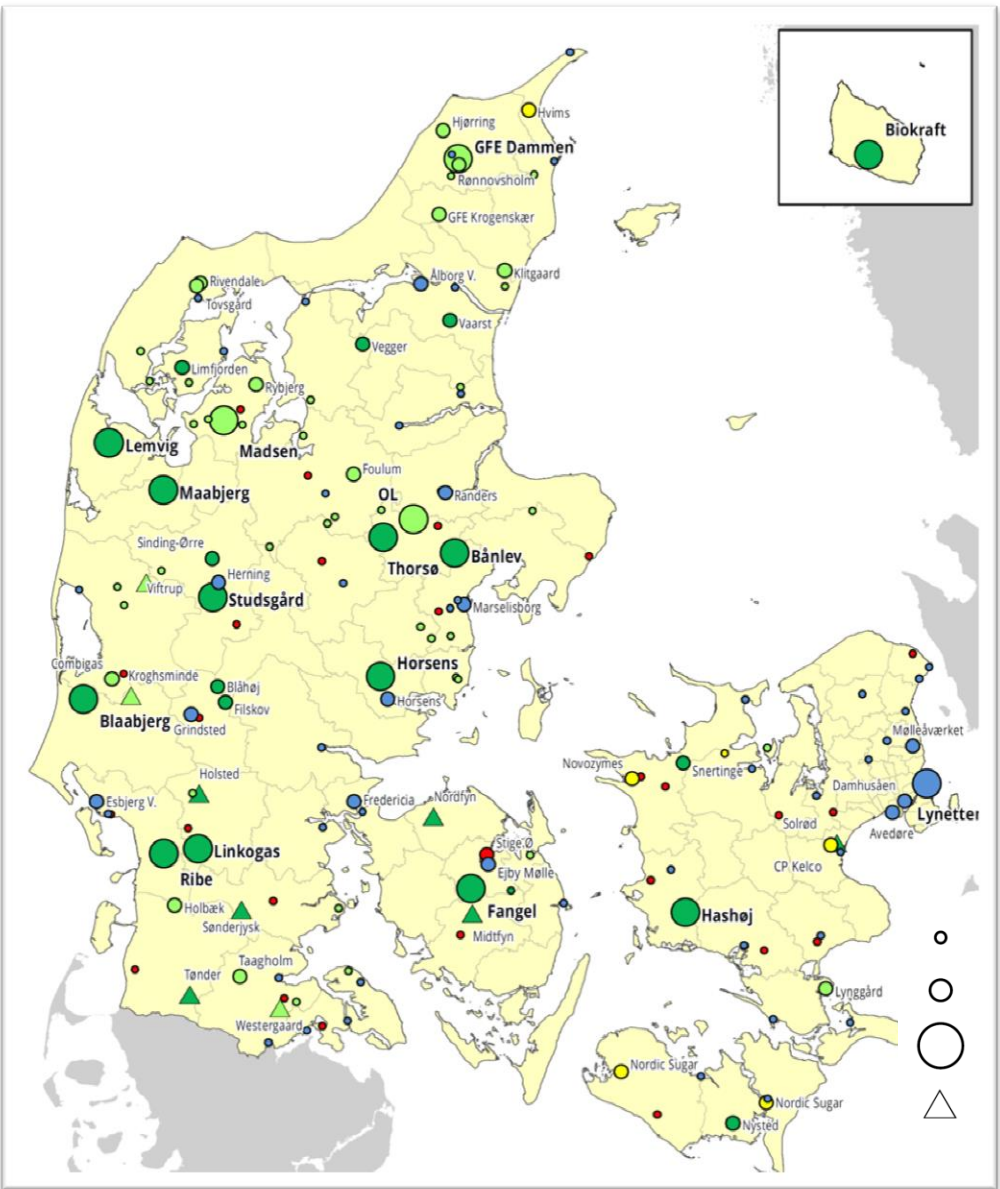 Hvims
Hjørring
Biokraft
GFE Dammen
Rønnovsholm
GFE Krogenskær
Ålborg V.
Klitgaard
Rivendale
Tovsgård
Vaarst
Vegger
Limfjorden
Rybjerg
Lemvig
Madsen
Foulum
Maabjerg
OL
Randers
Sinding-Ørre
Thorsø
Bånlev
Herning
Viftrup
Studsgård
Marselisborg
Combigas
Kroghsminde
Horsens
Blåhøj
Horsens
Filskov
Blaabjerg
Grindsted
Mølleåværket
Novozymes
Snertinge
Holsted
Damhusåen
Esbjerg V.
Fredericia
Nordfyn
Lynetter
Solrød
Avedøre
Stige Ø
Linkogas
CP Kelco
Ejby Mølle
Ribe
Holbæk
Fangel
Hashøj
Sønderjysk
Midtfyn
Taagholm
Tønder
Lynggård
Westergaard
Nordic Sugar
Nordic Sugar
Nysted